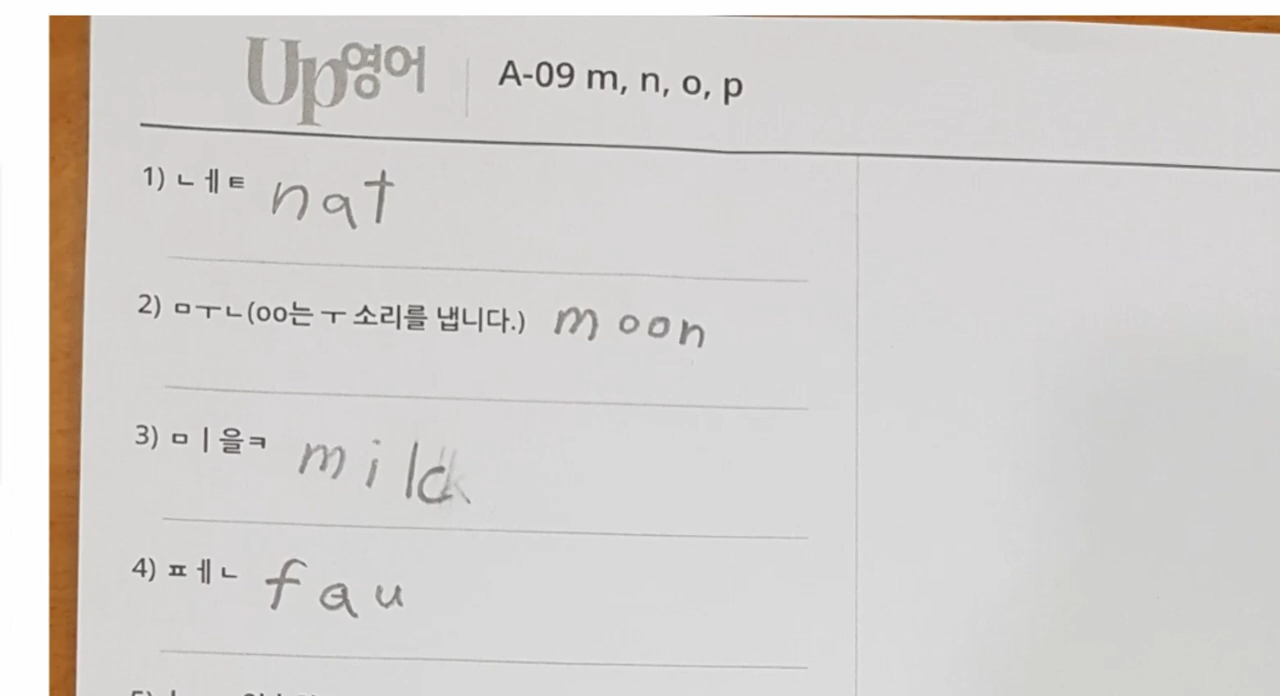 Up영어 A-09 m, n, o, p
1) ㄴㅔㅌ nat
2) ㅁㅜㄴ(oo는 ㅜ 소리를 냅니다.) moon
3) ㅁㅣ을ㅋ milc
4) ㅍㅔㄴ fau